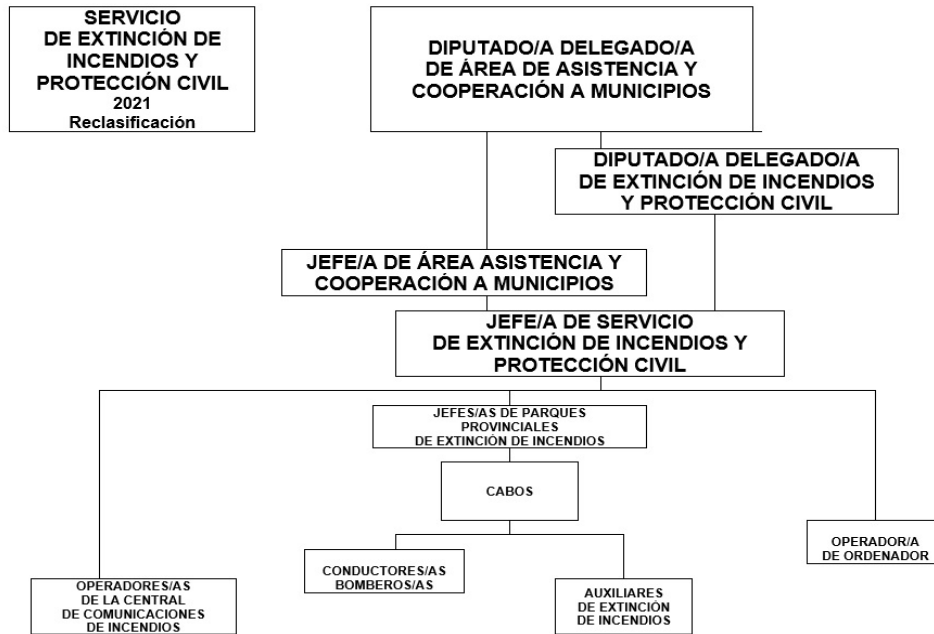 SERVICIO
DE EXTINCIÓN DE
INCENDIOS Y
PROTECCIÓN CIVIL
2021
Reclasificación
DIPUTADO/A DELEGADO/A
DE ÁREA DE ASISTENCIA Y
COOPERACIÓN A MUNICIPIOS
DIPUTADO/A DELEGADO/A
DE EXTINCIÓN DE INCENDIOS
Y PROTECCIÓN CIVIL
JEFE/A DE ÁREA ASISTENCIA Y
COOPERACIÓN A MUNICIPIOS
JEFE/A DE SERVICIO
DE EXTINCIÓN DE INCENDIOS Y
PROTECCIÓN CIVIL
JEFES/AS DE PARQUES
PROVINCIALES
DE EXTINCIÓN DE INCENDIOS
CABOS
OPERADOR/A
DE ORDENADOR
CONDUCTORES/AS
BOMBEROS/AS
OPERADORES/AS
DE LA CENTRAL
DE COMUNICACIONES
DE INCENDIOS
AUXILIARES
DE EXTINCIÓN
DE INCENDIOS